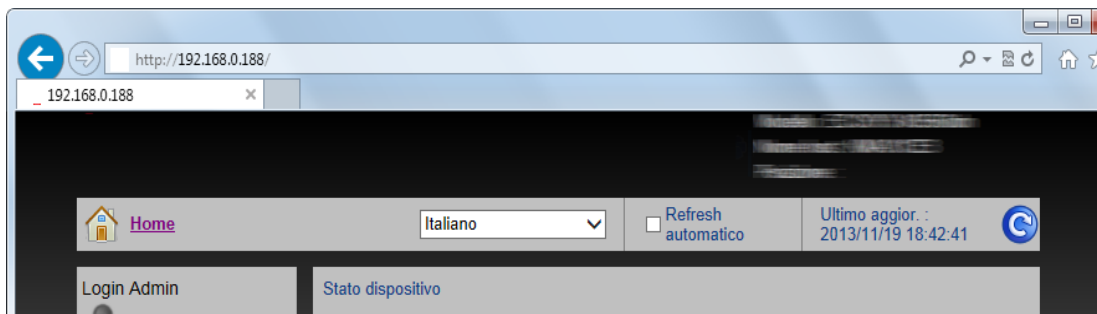 http://192.168.0.188/
192.168.0.188
Home
Italiano
Refresh
automatico
Ultimo aggior. :
2013/11/19 18:42:41
Login Admin
Stato dispositivo